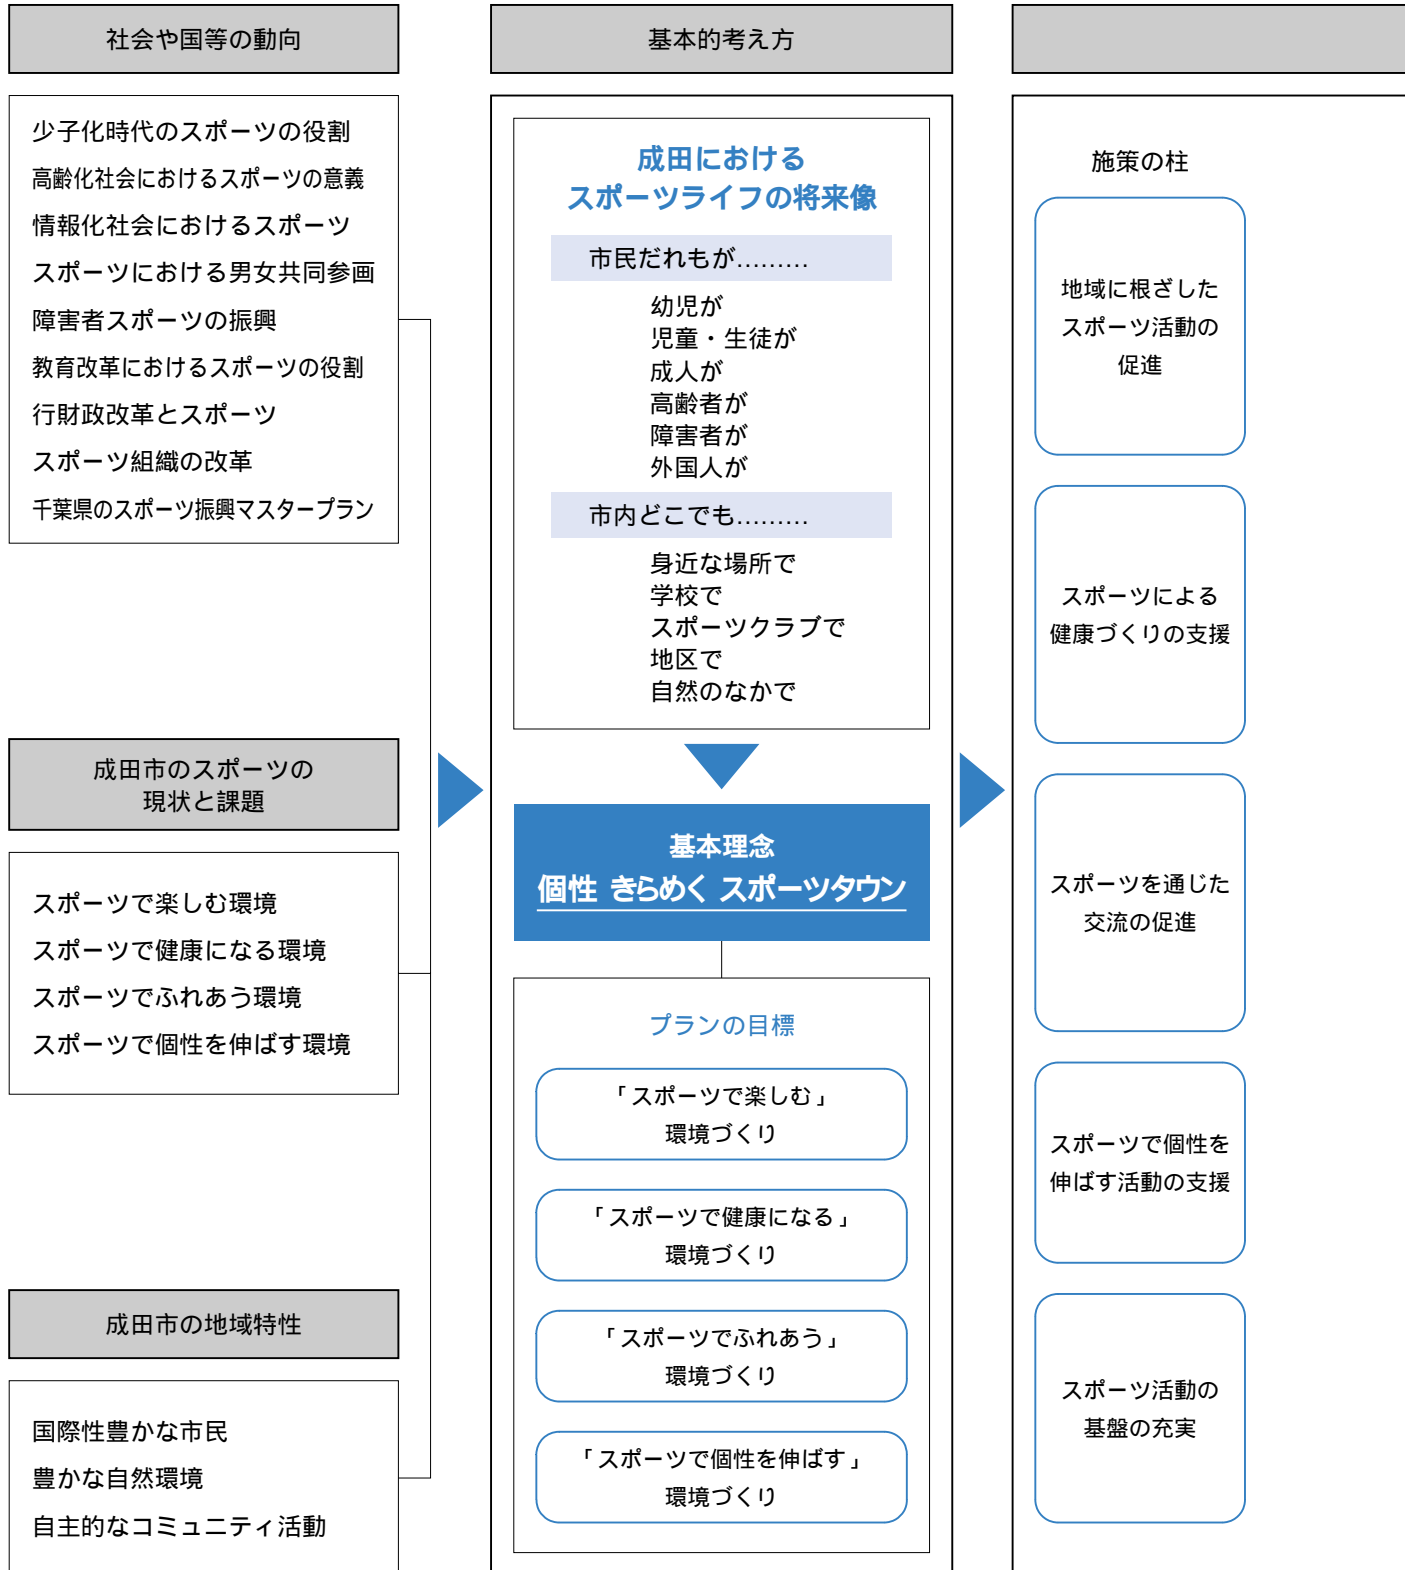 社会や国等の動向
少子化時代のスポーツの役割
高齢化社会におけるスポーツの意義
情報化社会におけるスポーツ
スポーツにおける男女共同参画
障害者スポーツの振興
教育改革におけるスポーツの役割
行財政改革とスポーツ
スポーツ組織の改革
千葉県のスポーツ振興マスタープラン
成田市のスポーツの
現状と課題
スポーツで楽しむ環境
スポーツで健康になる環境
スポーツでふれあう環境
スポーツで個性を伸ばす環境
成田市の地域特性
国際性豊かな市民
豊かな自然環境
自主的なコミュニティ活動
基本的考え方
成田における
スポーツライフの将来像
市民だれもが………
幼児が
児童・生徒が
成人が
高齢者が
障害者が
外国人が
市内どこでも………
身近な場所で
学校で
スポーツクラブで
地区で
自然のなかで
基本理念
個性 きらめく スポーツタウン
プランの目標
「スポーツで楽しむ」
環境づくり
「スポーツで健康になる」
環境づくり
「スポーツでふれあう」
環境づくり
「スポーツで個性を伸ばす」
環境づくり
施策の柱
地域に根ざした
スポーツ活動の
促進
スポーツによる
健康づくりの支援
スポーツを通じた
交流の促進
スポーツで個性を
伸ばす活動の支援
スポーツ活動の
基盤の充実